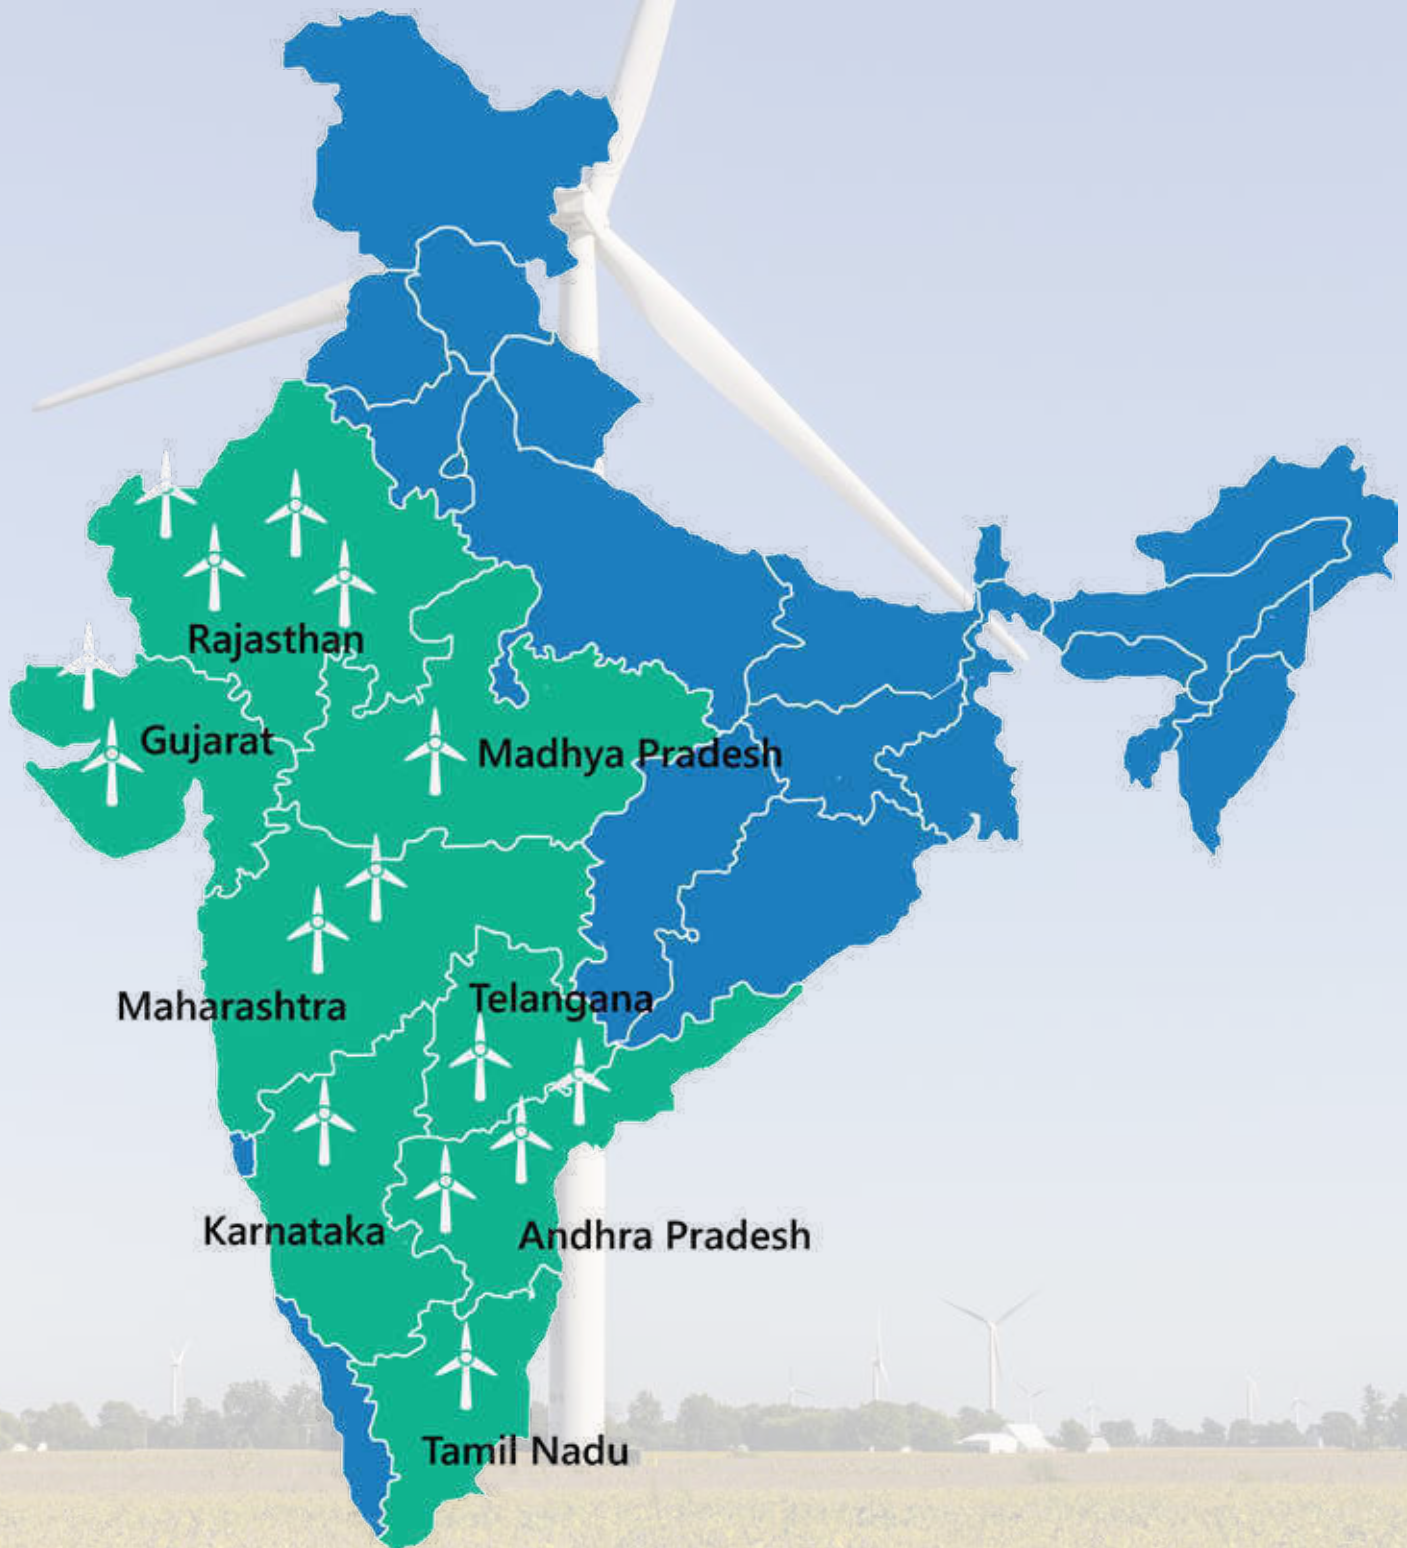 Rajasthan
Gujarat
Madhya Pradesh
Maharashtra
Telangana
Karnataka
Andhra Pradesh
Tamil Nadu